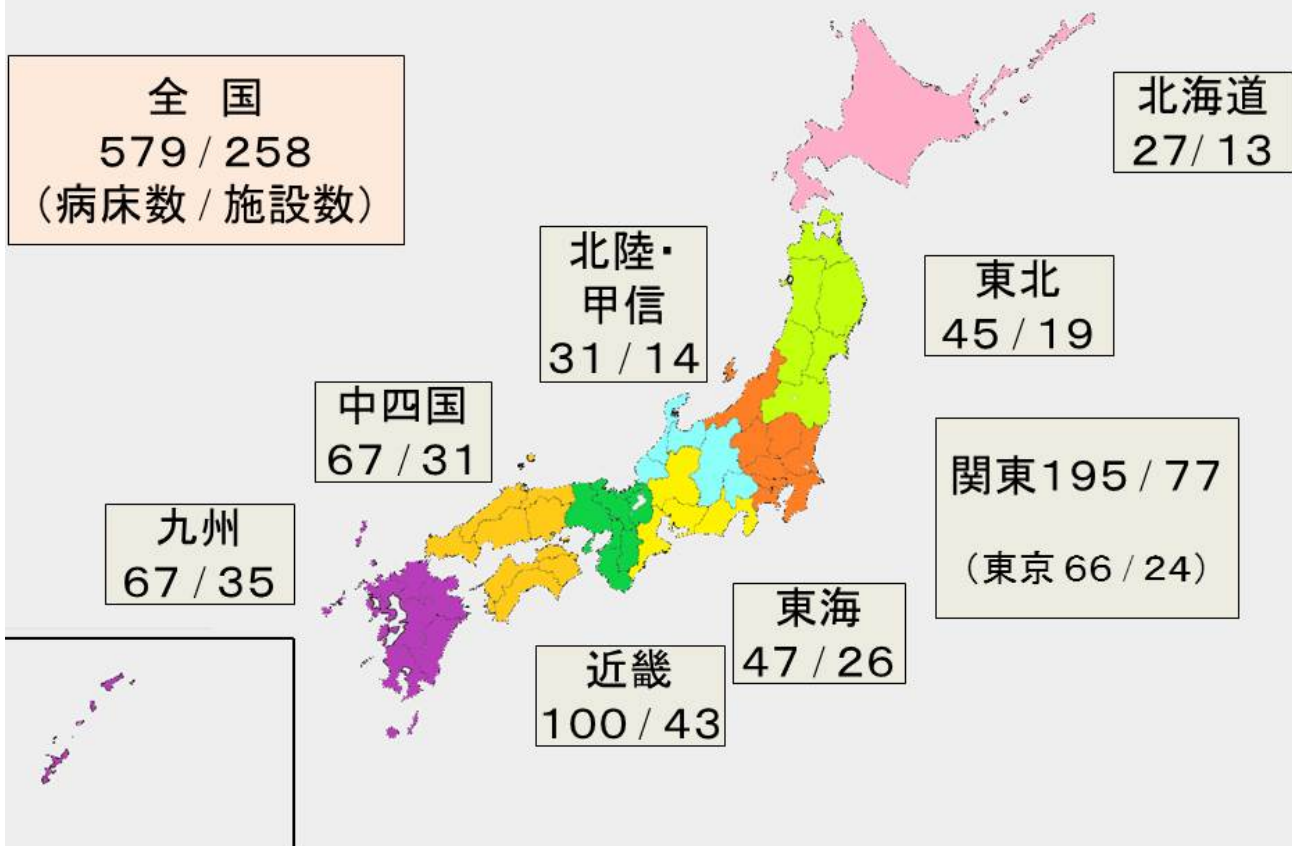 全 国
579 / 258
（病床数 / 施設数）
北海道
27/ 13
北陸・
甲信
31 / 14
東北
45 / 19
中四国
67 / 31
関東195 / 77
（東京 66 / 24）
九州
67 / 35
東海
47 / 26
近畿
100 / 43